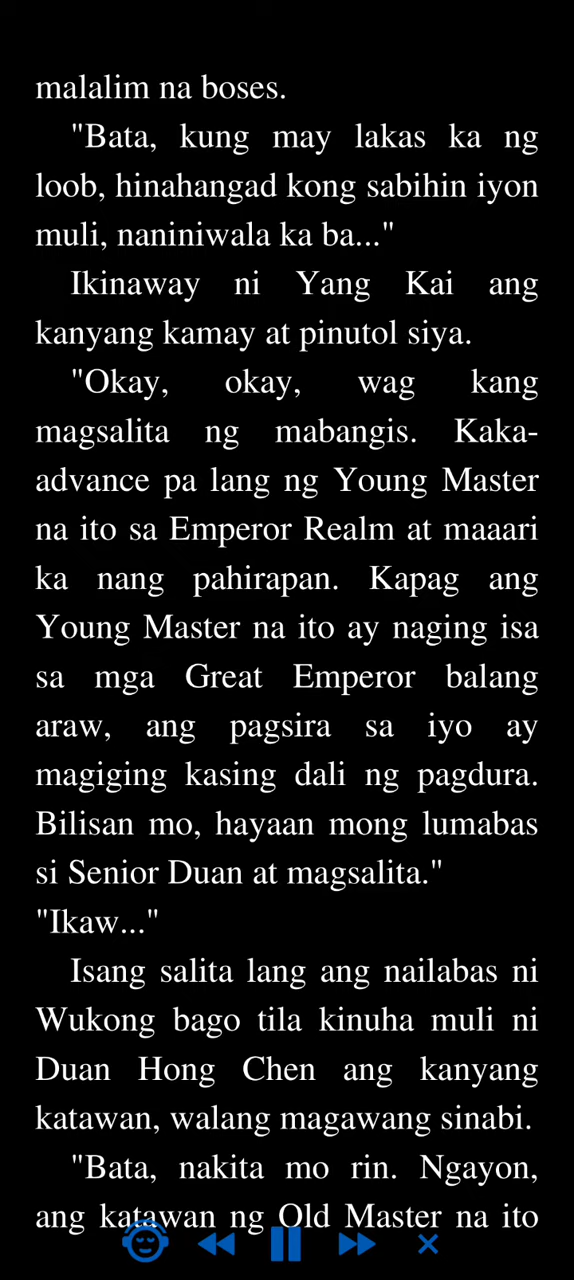 malalim na boses.
"Bata, kung may lakas ka ng
loob, hinahangad kong sabihin iyon
muli, naniniwala ka ba..."
Ikinaway ni Yang Kai ang
kanyang kamay at pinutol siya.
"Okay, okay, wag kang
magsalita ng mabangis. Kaka-
advance pa lang ng Young Master
na ito sa Emperor Realm at maaari
ka nang pahirapan. Kapag ang
Young Master na ito ay naging isa
sa mga Great Emperor balang
araw, ang pagsira sa iyo ay
magiging kasing dali ng pagdura.
Bilisan mo, hayaan mong lumabas
si Senior Duan at magsalita."
"Ikaw..."
Isang salita lang ang nailabas ni
Wukong bago tila kinuha muli ni
Duan Hong Chen ang kanyang
katawan, walang magawang sinabi.
"Bata, nakita mo rin. Ngayon,
ang katawan ng Old Master na ito